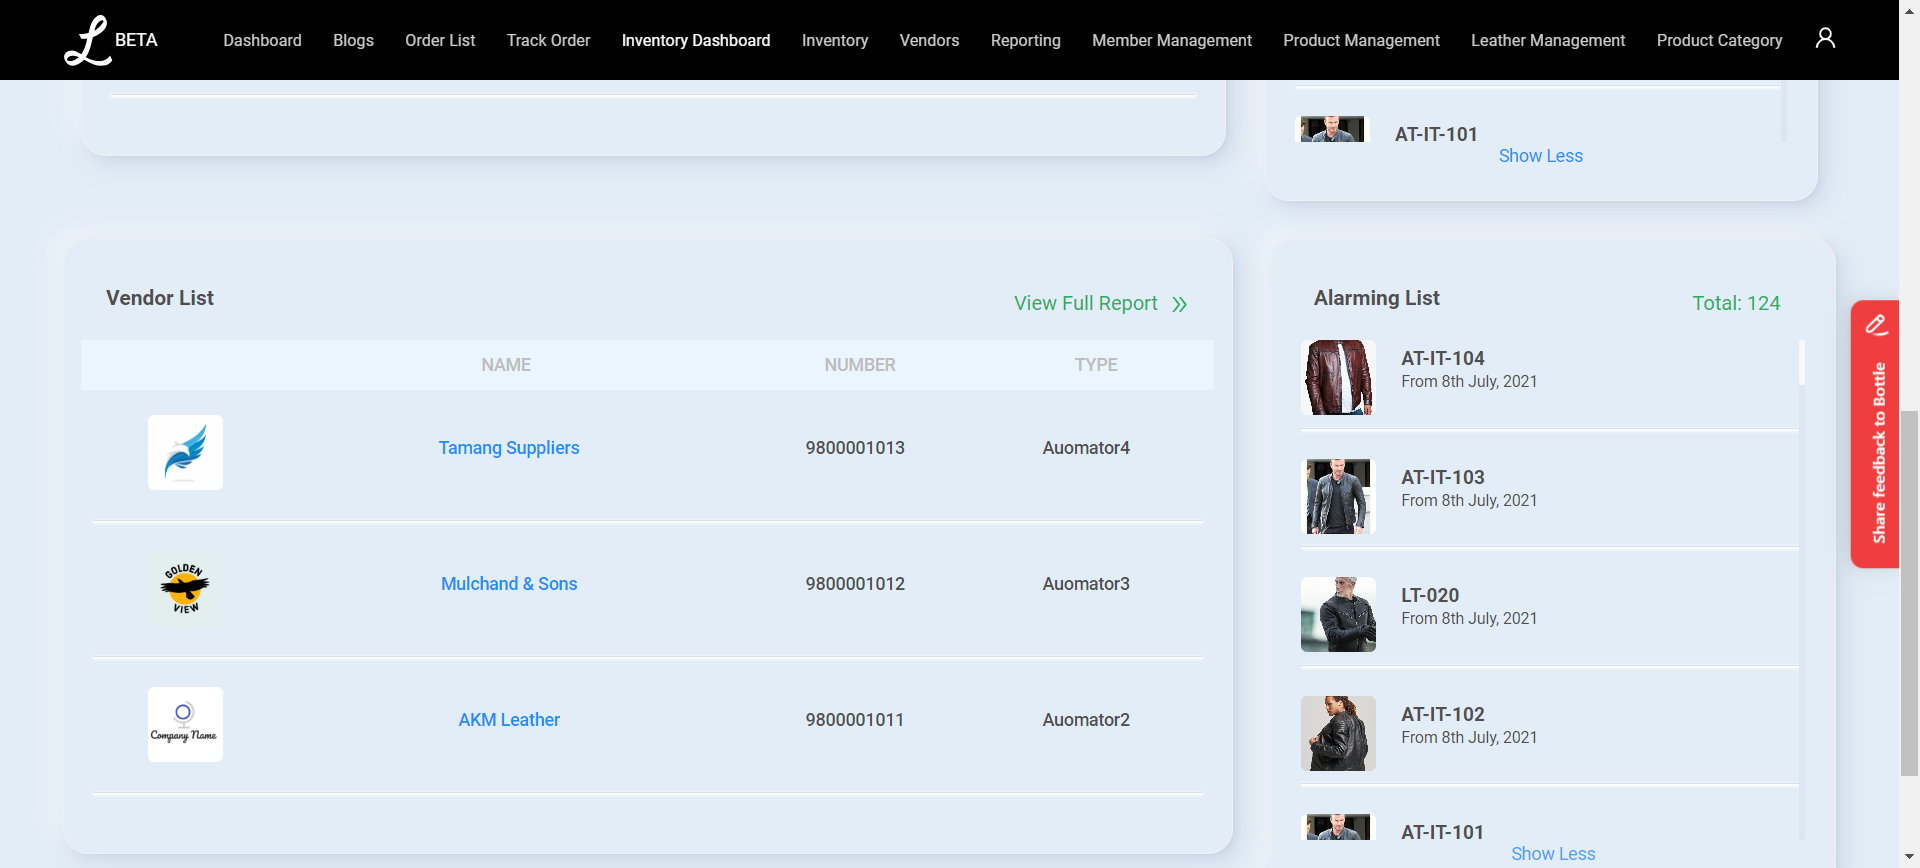 L BETA
Dashboard Blogs Order List Track Order Inventory Dashboard Inventory Vendors Reporting Member Management Product Management Leather Management Product Category
AT-IT-101
Show Less
Vendor List
View Full Report »
NAME NUMBER TYPE
Tamang Suppliers 9800001013 Auomator4
GOLDEN
VIEW
Mulchand & Sons 9800001012 Auomator3
Company Name
AKM Leather 9800001011 Auomator2
Alarming List
Total: 124
AT-IT-104
From 8th July, 2021
AT-IT-103
From 8th July, 2021
LT-020
From 8th July, 2021
AT-IT-102
From 8th July, 2021
AT-IT-101
Show Less
Share feedback to Bottle